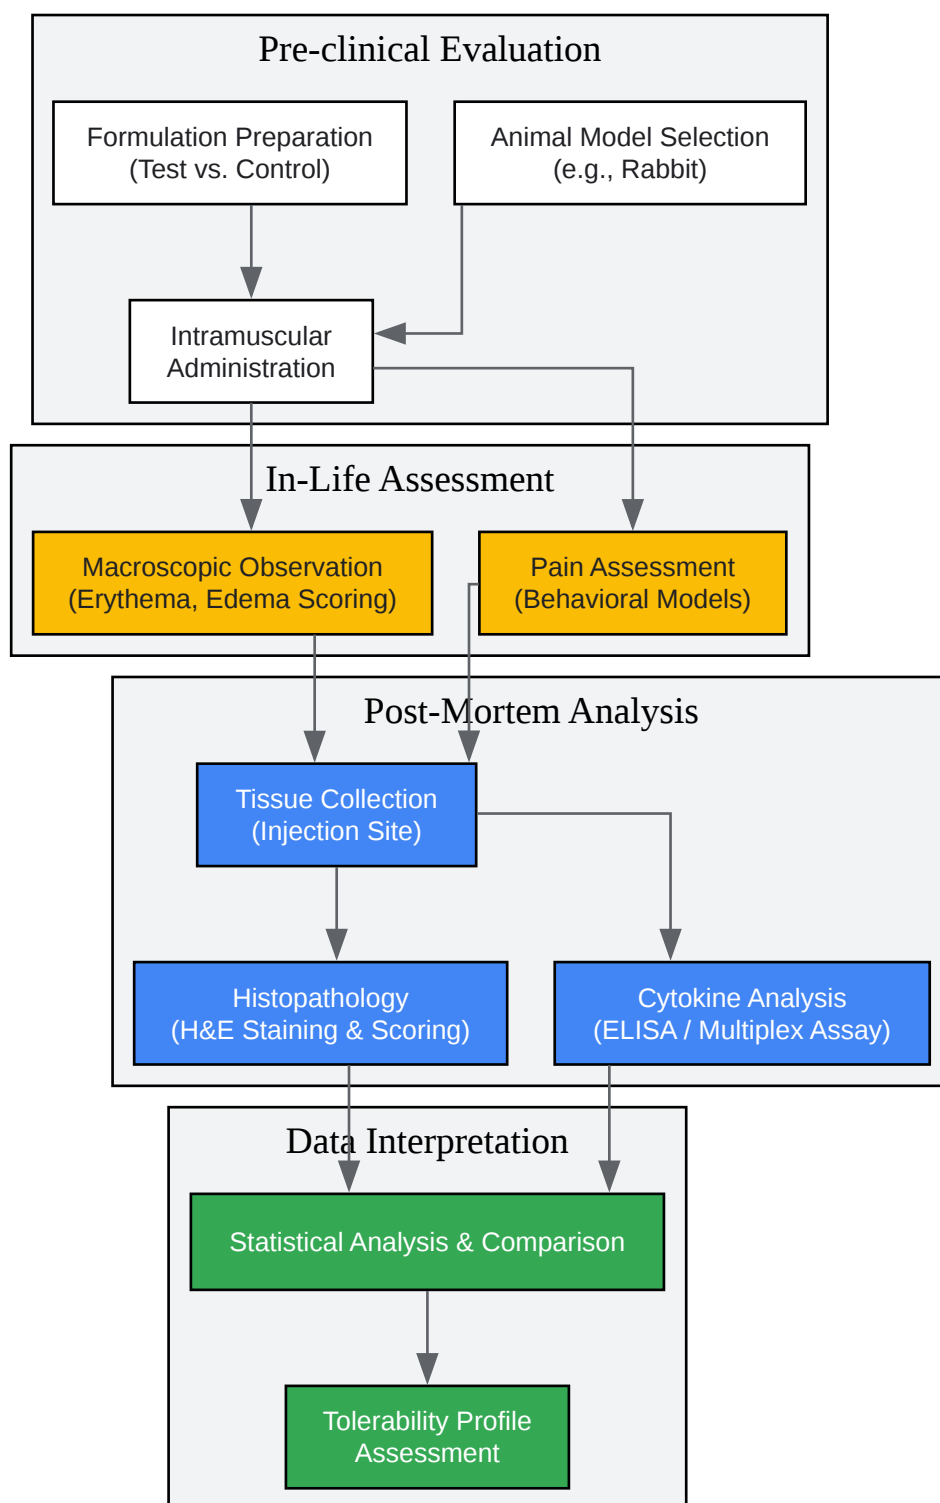 Pre-clinical Evaluation
Formulation Preparation
(Test vs. Control)
Animal Model Selection
(e.g., Rabbit)
Intramuscular
Administration
In-Life Assessment
Macroscopic Observation
(Erythema, Edema Scoring)
Pain Assessment
(Behavioral Models)
Post-Mortem Analysis
Tissue Collection
(Injection Site)
Histopathology
(H&E Staining & Scoring)
Cytokine Analysis
(ELISA / Multiplex Assay)
Data Interpretation
Statistical Analysis & Comparison
Tolerability Profile
Assessment